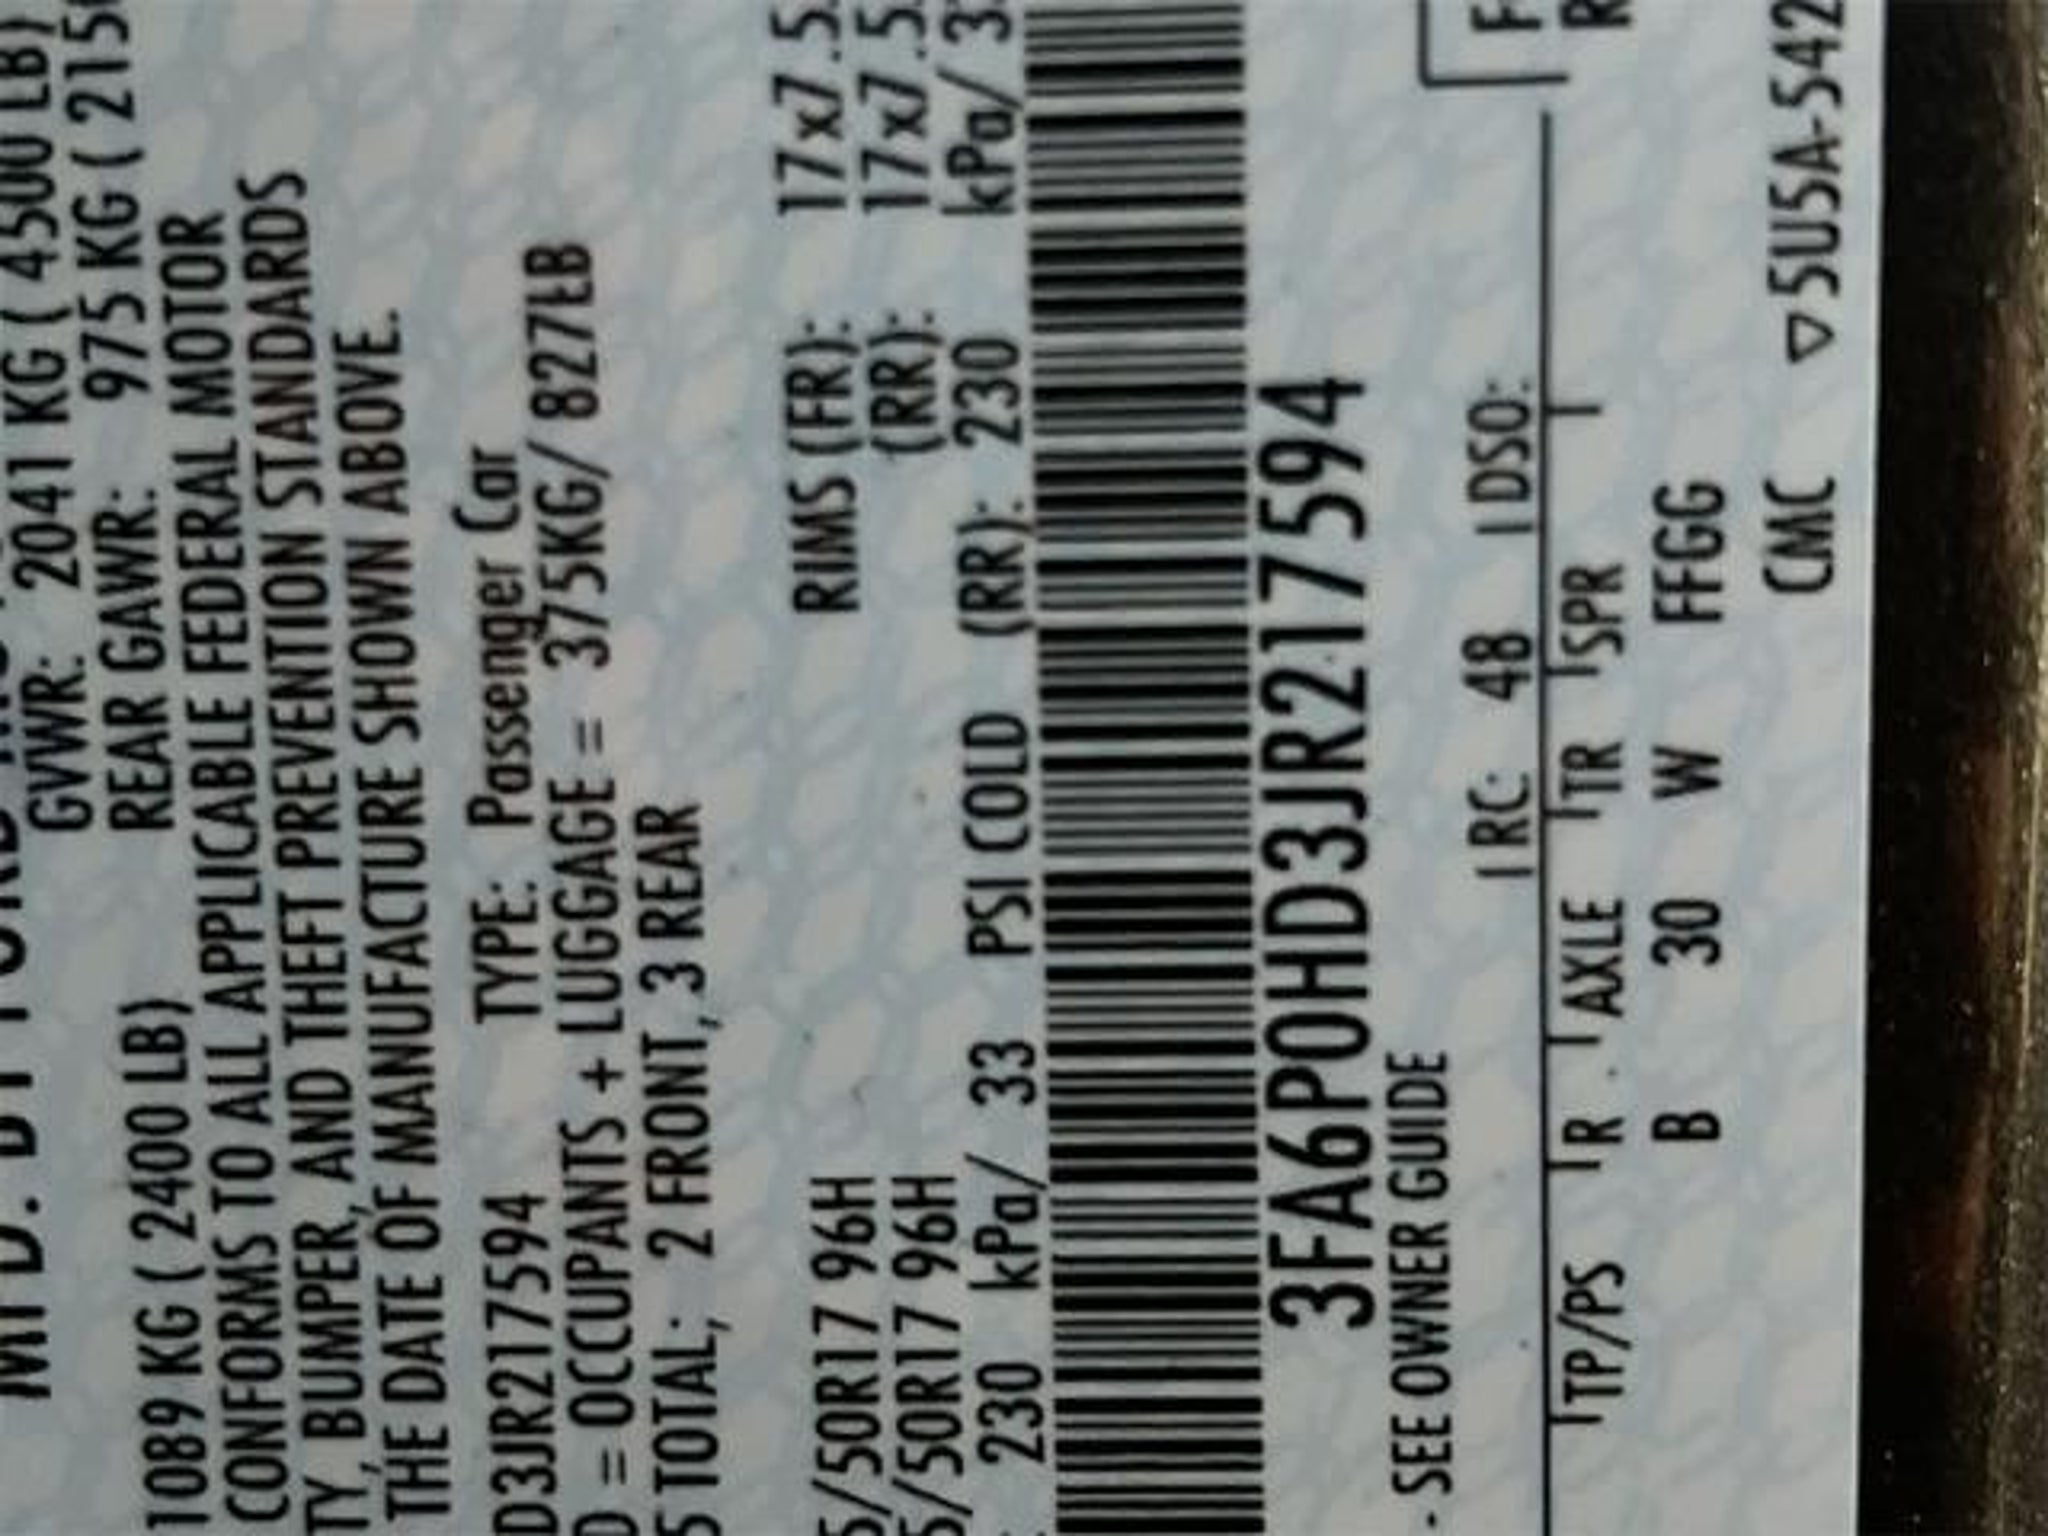 MFD. BY FORD
GVWR: 2041 KG ( 4500 LB)
1089 KG ( 2400 LB) REAR GAWR: 975 KG ( 215
CONFORMS TO ALL APPLICABLE FEDERAL MOTOR
TY, BUMPER, AND THEFT PREVENTION STANDARDS
THE DATE OF MANUFACTURE SHOWN ABOVE.
D3JR217594 TYPE: Passenger Car
D = OCCUPANTS + LUGGAGE = 375KG/ 827LB
5 TOTAL; 2 FRONT, 3 REAR
5/50R17 96H RIMS (FR): 17x7.5
5/50R17 96H (RR): 17x7.5
: 230 kPa/ 33 PSI COLD (RR): 230 kPa/ 3
3FA6P0HD3JR217594
- SEE OWNER GUIDE
RC: 48 DSO:
F
R
TP/PS R AXLE TR SPR
B 30 W FFGG
CMC ▽5U5A-542